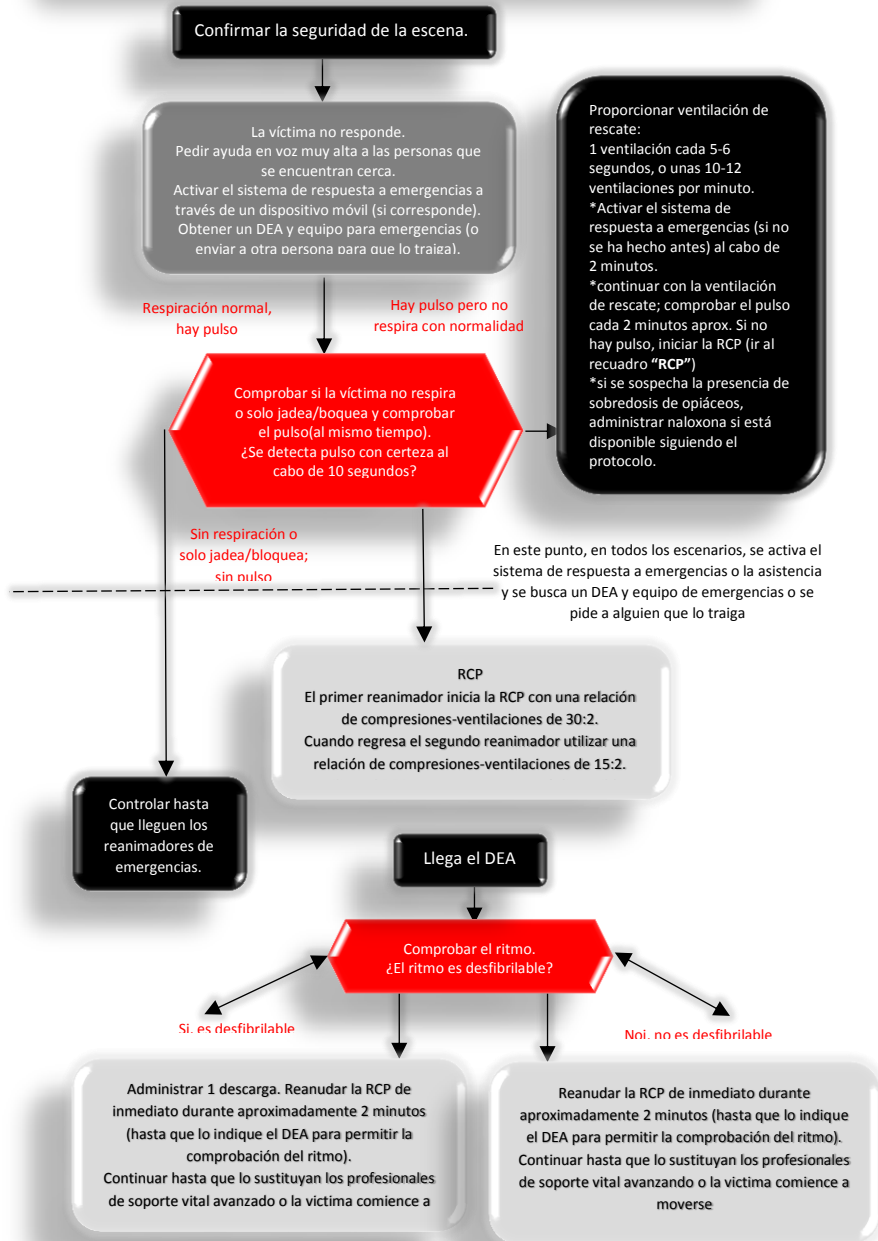 Confirmar la seguridad de la escena.
La víctima no responde.
Pedir ayuda en voz muy alta a las personas que
se encuentran cerca.
Activar el sistema de respuesta a emergencias a
través de un dispositivo móvil (si corresponde).
Obtener un DEA y equipo para emergencias (o
enviar a otra persona para que lo traiga).
Proporcionar ventilación de
rescate:
1 ventilación cada 5-6
segundos, o unas 10-12
ventilaciones por minuto.
*Activar el sistema de
respuesta a emergencias (si no
se ha hecho antes) al cabo de
2 minutos.
*continuar con la ventilación
de rescate; comprobar el pulso
cada 2 minutos aprox. Si no
hay pulso, iniciar la RCP (ir al
recuadro “RCP”)
*si se sospecha la presencia de
sobredosis de opiáceos,
administrar naloxona si está
disponible siguiendo el
protocolo.
Respiración normal,
hay pulso
Hay pulso pero no
respira con normalidad
Comprobar si la víctima no respira
o solo jadea/boquea y comprobar
el pulso(al mismo tiempo).
¿Se detecta pulso con certeza al
cabo de 10 segundos?
Sin respiración o
solo jadea/bloquea;
sin pulso
En este punto, en todos los escenarios, se activa el
sistema de respuesta a emergencias o la asistencia
y se busca un DEA y equipo de emergencias o se
pide a alguien que lo traiga
RCP
El primer reanimador inicia la RCP con una relación
de compresiones-ventilaciones de 30:2.
Cuando regresa el segundo reanimador utilizar una
relación de compresiones-ventilaciones de 15:2.
Controlar hasta
que lleguen los
reanimadores de
emergencias.
Llega el DEA
Comprobar el ritmo.
¿El ritmo es desfibrilable?
Si, es desfibrilable
Noi, no es desfibrilable
Administrar 1 descarga. Reanudar la RCP de
inmediato durante aproximadamente 2 minutos
(hasta que lo indique el DEA para permitir la
comprobación del ritmo).
Continuar hasta que lo sustituyan los profesionales
de soporte vital avanzado o la victima comience a
Reanudar la RCP de inmediato durante
aproximadamente 2 minutos (hasta que lo indique
el DEA para permitir la comprobación del ritmo).
Continuar hasta que lo sustituyan los profesionales
de soporte vital avanzando o la victima comience a
moverse